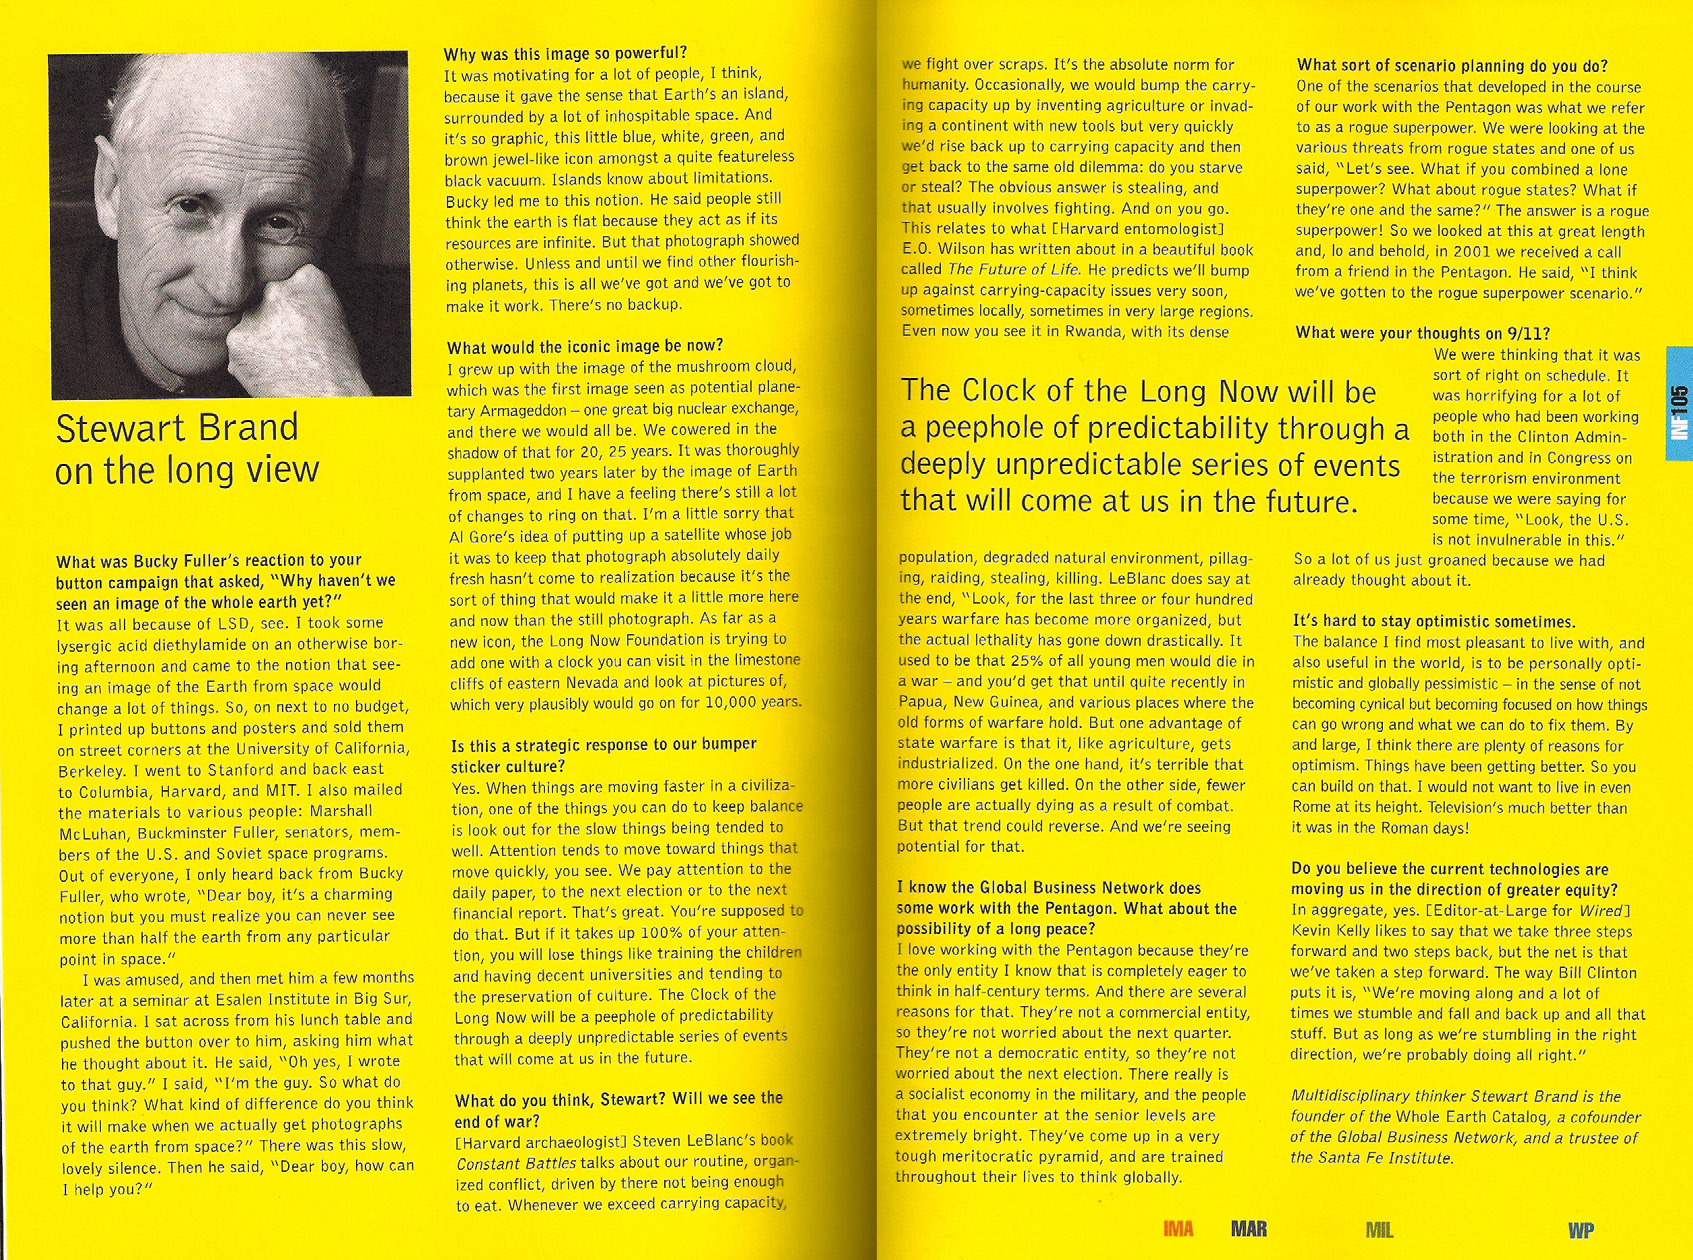 Stewart Brand
on the long view
What was Bucky Fuller's reaction to your
button campaign that asked, "Why haven't we
seen an image of the whole earth yet?"
It was all because of LSD, see. I took some
lysergic acid diethylamide on an otherwise bor-
ing afternoon and came to the notion that see-
ing an image of the Earth from space would
change a lot of things. So, on next to no budget,
I printed up buttons and posters and sold them
on street corners at the University of California,
Berkeley. I went to Stanford and back east
to Columbia, Harvard, and MIT. I also mailed
the materials to various people: Marshall
McLuhan, Buckminster Fuller, senators, mem-
bers of the U.S. and Soviet space programs.
Out of everyone, I only heard back from Bucky
Fuller, who wrote, "Dear boy, it's a charming
notion but you must realize you can never see
more than half the earth from any particular
point in space."
I was amused, and then met him a few months
later at a seminar at Esalen Institute in Big Sur,
California. I sat across from his lunch table and
pushed the button over to him, asking him what
he thought about it. He said, "Oh yes, I wrote
to that guy." I said, "I'm the guy. So what do
you think? What kind of difference do you think
it will make when we actually get photographs
of the earth from space?" There was this slow,
lovely silence. Then he said, "Dear boy, how can
I help you?"
Why was this image so powerful?
It was motivating for a lot of people, I think,
because it gave the sense that Earth's an island,
surrounded by a lot of inhospitable space. And
it's so graphic, this little blue, white, green, and
brown jewel-like icon amongst a quite featureless
black vacuum. Islands know about limitations.
Bucky led me to this notion. He said people still
think the earth is flat because they act as if its
resources are infinite. But that photograph showed
otherwise. Unless and until we find other flourish-
ing planets, this is all we've got and we've got to
make it work. There's no backup.
What would the iconic image be now?
I grew up with the image of the mushroom cloud,
which was the first image seen as potential plane-
tary Armageddon – one great big nuclear exchange,
and there we would all be. We cowered in the
shadow of that for 20, 25 years. It was thoroughly
supplanted two years later by the image of Earth
from space, and I have a feeling there's still a lot
of changes to ring on that. I'm a little sorry that
Al Gore's idea of putting up a satellite whose job
it was to keep that photograph absolutely daily
fresh hasn't come to realization because it's the
sort of thing that would make it a little more here
and now than the still photograph. As far as a
new icon, the Long Now Foundation is trying to
add one with a clock you can visit in the limestone
cliffs of eastern Nevada and look at pictures of,
which very plausibly would go on for 10,000 years.
Is this a strategic response to our bumper
sticker culture?
Yes. When things are moving faster in a civiliza-
tion, one of the things you can do to keep balance
is look out for the slow things being tended to
well. Attention tends to move toward things that
move quickly, you see. We pay attention to the
daily paper, to the next election or to the next
financial report. That's great. You're supposed to
do that. But if it takes up 100% of your atten-
tion, you will lose things like training the children
and having decent universities and tending to
the preservation of culture. The Clock of the
Long Now will be a peephole of predictability
through a deeply unpredictable series of events
that will come at us in the future.
What do you think, Stewart? Will we see the
end of war?
[Harvard archaeologist] Steven LeBlanc's book
Constant Battles talks about our routine, organ-
ized conflict, driven by there not being enough
to eat. Whenever we exceed carrying capacity,
we fight over scraps. It's the absolute norm for
humanity. Occasionally, we would bump the carry-
ing capacity up by inventing agriculture or invad-
ing a continent with new tools but very quickly
we'd rise back up to carrying capacity and then
get back to the same old dilemma: do you starve
or steal? The obvious answer is stealing, and
that usually involves fighting. And on you go.
This relates to what [Harvard entomologist]
E.O. Wilson has written about in a beautiful book
called The Future of Life. He predicts we'll bump
up against carrying-capacity issues very soon,
sometimes locally, sometimes in very large regions.
Even now you see it in Rwanda, with its dense
The Clock of the Long Now will be
a peephole of predictability through a
deeply unpredictable series of events
that will come at us in the future.
population, degraded natural environment, pillag-
ing, raiding, stealing, killing. LeBlanc does say at
the end, "Look, for the last three or four hundred
years warfare has become more organized, but
the actual lethality has gone down drastically. It
used to be that 25% of all young men would die in
a war – and you'd get that until quite recently in
Papua, New Guinea, and various places where the
old forms of warfare hold. But one advantage of
state warfare is that it, like agriculture, gets
industrialized. On the one hand, it's terrible that
more civilians get killed. On the other side, fewer
people are actually dying as a result of combat.
But that trend could reverse. And we're seeing
potential for that.
I know the Global Business Network does
some work with the Pentagon. What about the
possibility of a long peace?
I love working with the Pentagon because they're
the only entity I know that is completely eager to
think in half-century terms. And there are several
reasons for that. They're not a commercial entity,
so they're not worried about the next quarter.
They're not a democratic entity, so they're not
worried about the next election. There really is
a socialist economy in the military, and the people
that you encounter at the senior levels are
extremely bright. They've come up in a very
tough meritocratic pyramid, and are trained
throughout their lives to think globally.
What sort of scenario planning do you do?
One of the scenarios that developed in the course
of our work with the Pentagon was what we refer
to as a rogue superpower. We were looking at the
various threats from rogue states and one of us
said, "Let's see. What if you combined a lone
superpower? What about rogue states? What if
they're one and the same?" The answer is a rogue
superpower! So we looked at this at great length
and, lo and behold, in 2001 we received a call
from a friend in the Pentagon. He said, "I think
we've gotten to the rogue superpower scenario."
What were your thoughts on 9/11?
We were thinking that it was
sort of right on schedule. It
was horrifying for a lot of
people who had been working
both in the Clinton Admin-
istration and in Congress on
the terrorism environment
because we were saying for
some time, "Look, the U.S.
is not invulnerable in this."
So a lot of us just groaned because we had
already thought about it.
It's hard to stay optimistic sometimes.
The balance I find most pleasant to live with, and
also useful in the world, is to be personally opti-
mistic and globally pessimistic – in the sense of not
becoming cynical but becoming focused on how things
can go wrong and what we can do to fix them. By
and large, I think there are plenty of reasons for
optimism. Things have been getting better. So you
can build on that. I would not want to live in even
Rome at its height. Television's much better than
it was in the Roman days!
Do you believe the current technologies are
moving us in the direction of greater equity?
In aggregate, yes. [Editor-at-Large for Wired]
Kevin Kelly likes to say that we take three steps
forward and two steps back, but the net is that
we've taken a step forward. The way Bill Clinton
puts it is, "We're moving along and a lot of
times we stumble and fall and back up and all that
stuff. But as long as we're stumbling in the right
direction, we're probably doing all right."
Multidisciplinary thinker Stewart Brand is the
founder of the Whole Earth Catalog, a cofounder
of the Global Business Network, and a trustee of
the Santa Fe Institute.
INF105
IMA MAR MIL WP